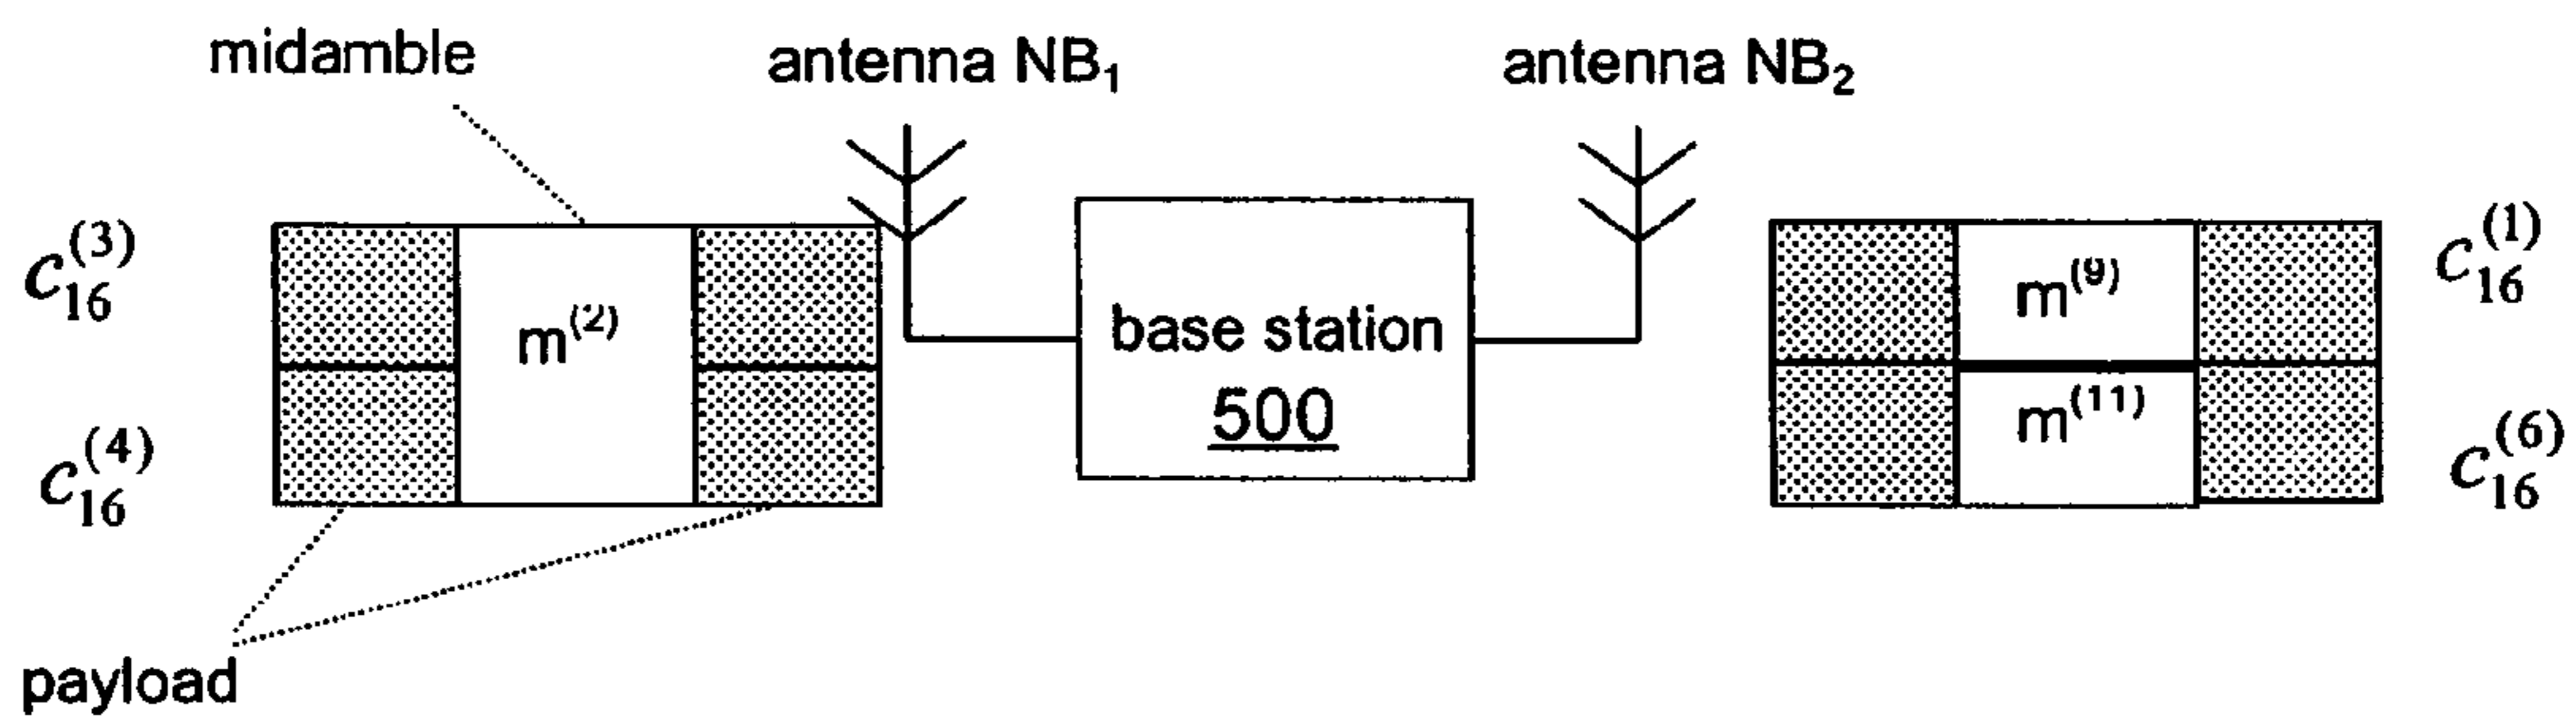 midamble
antenna NB₁
antenna NB₂
c₁₆⁽³⁾
m⁽²⁾
c₁₆⁽⁴⁾
base station
500
m⁽⁹⁾
c₁₆⁽¹⁾
m⁽¹¹⁾
c₁₆⁽⁶⁾
payload